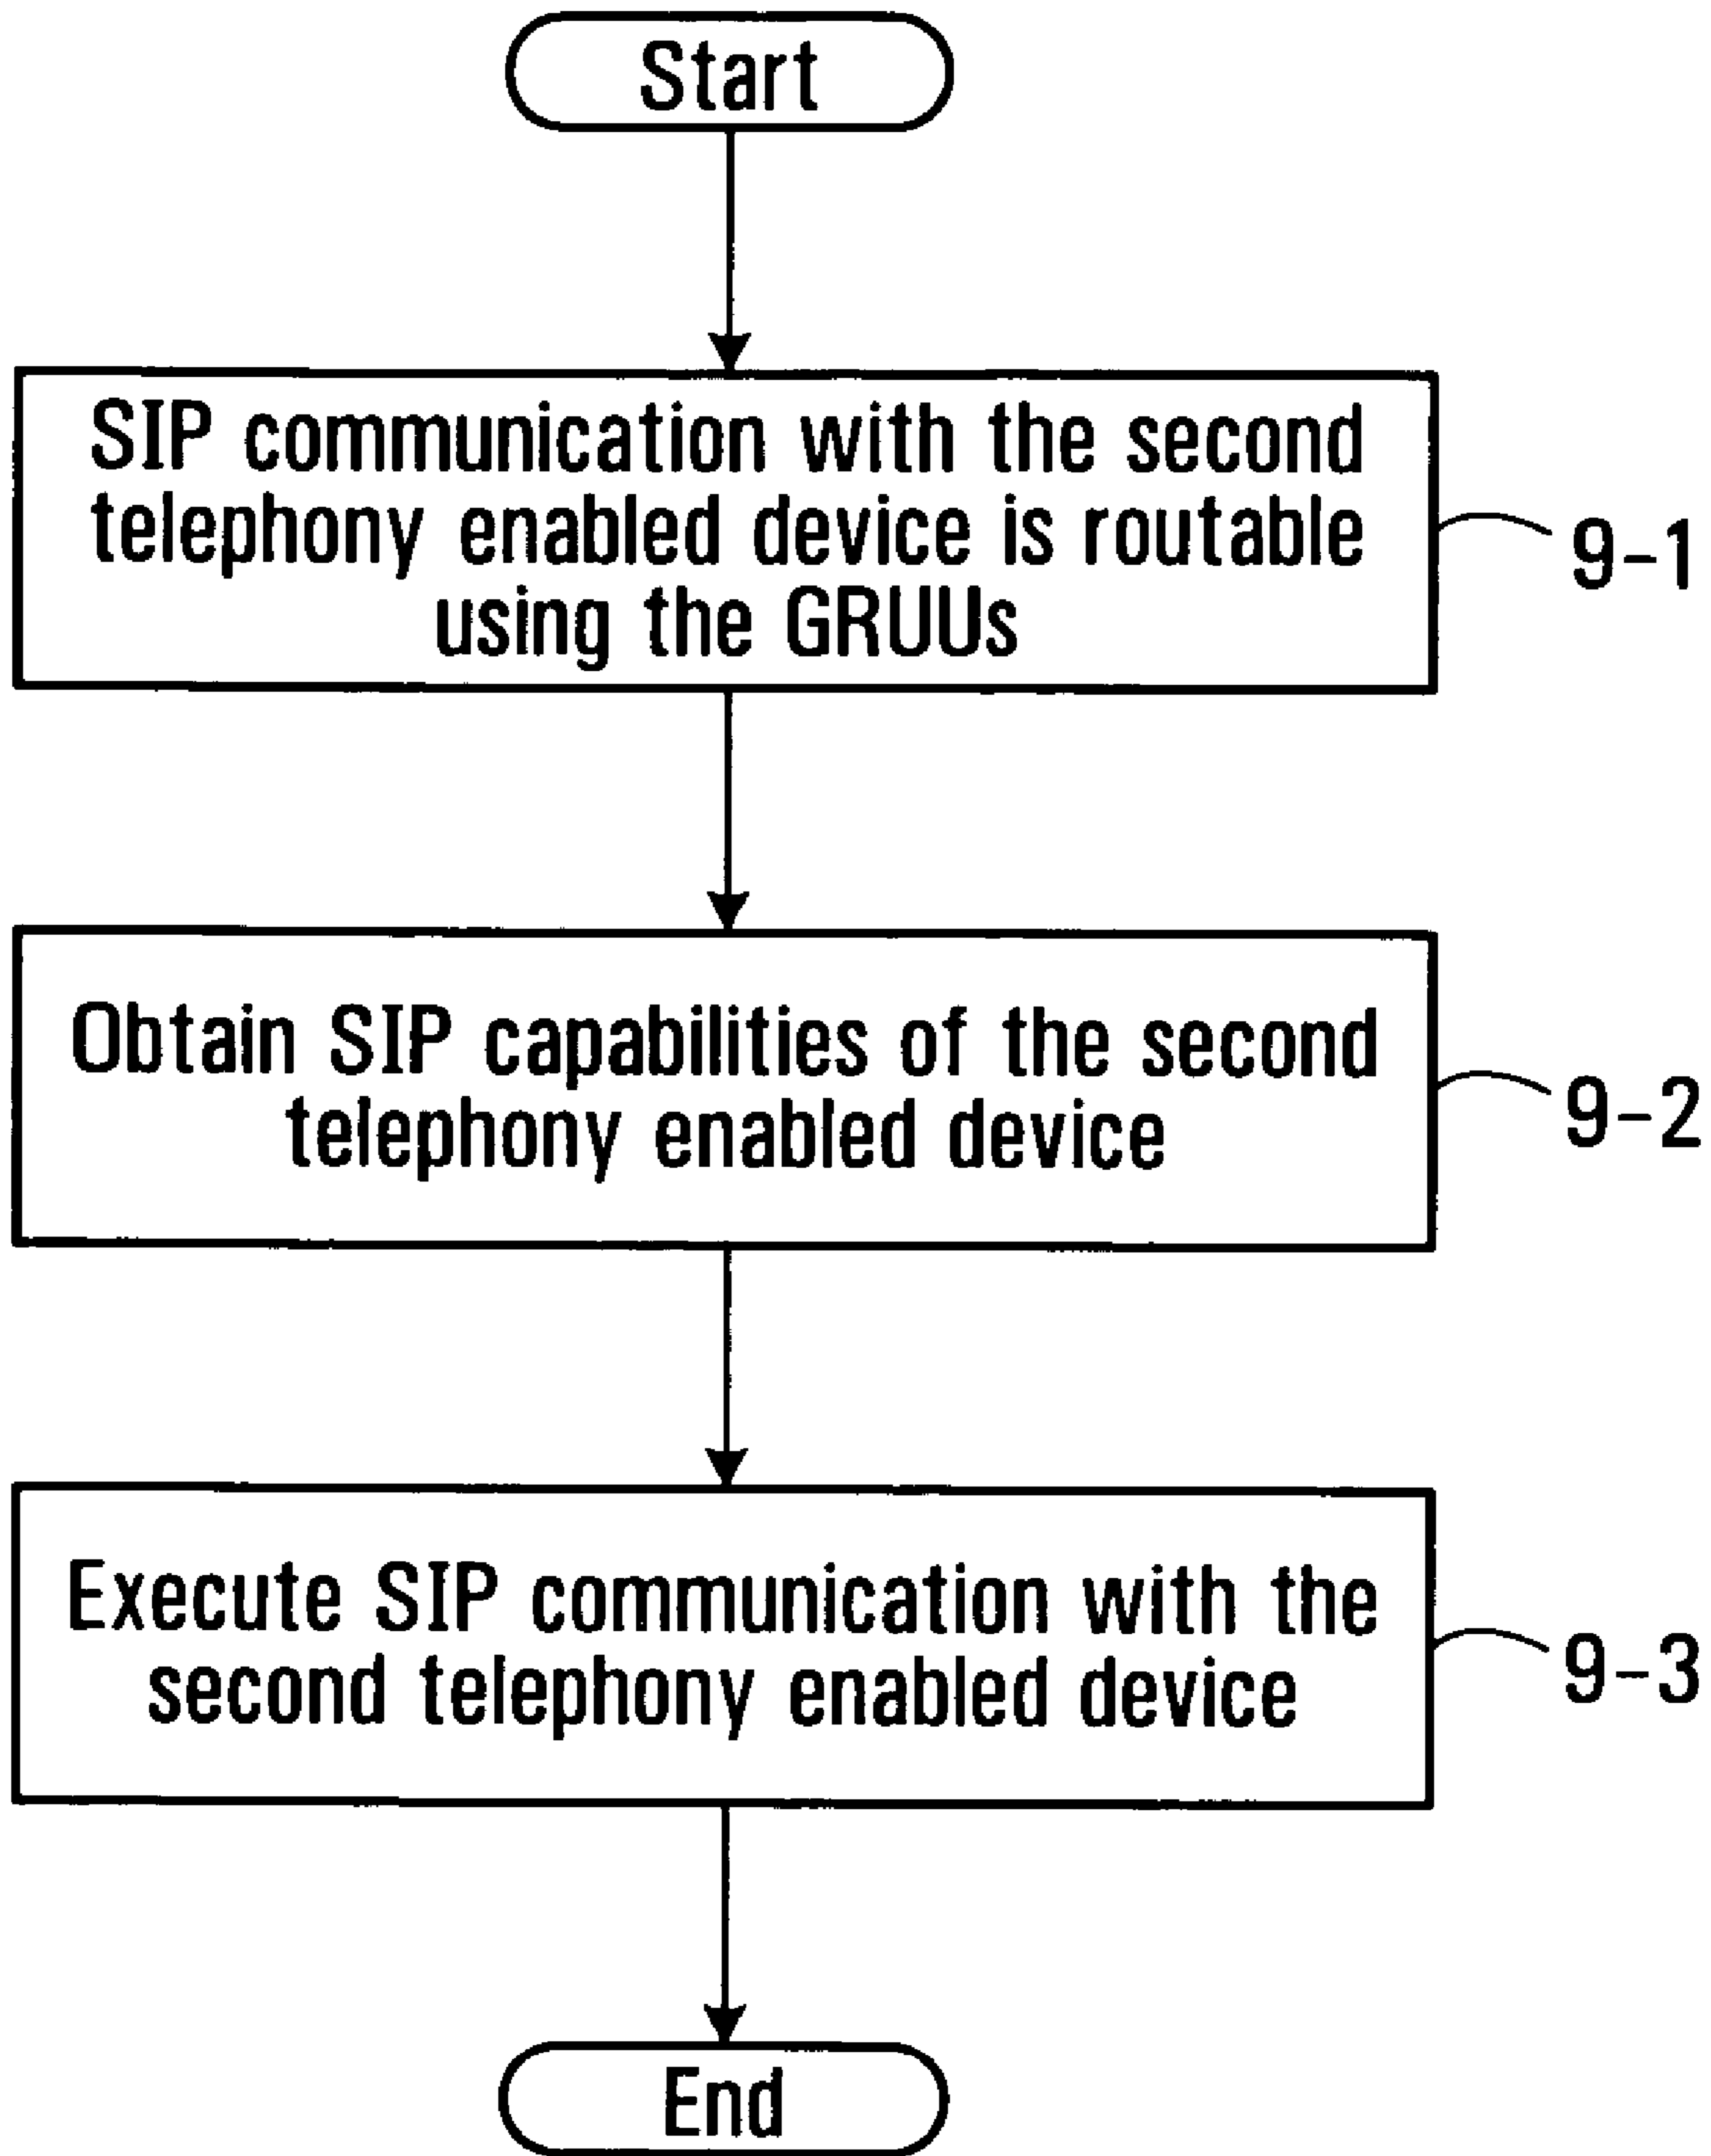 Start
SIP communication with the second
telephony enabled device is routable
using the GRUUs
9-1
Obtain SIP capabilities of the second
telephony enabled device
9-2
Execute SIP communication with the
second telephony enabled device
9-3
End